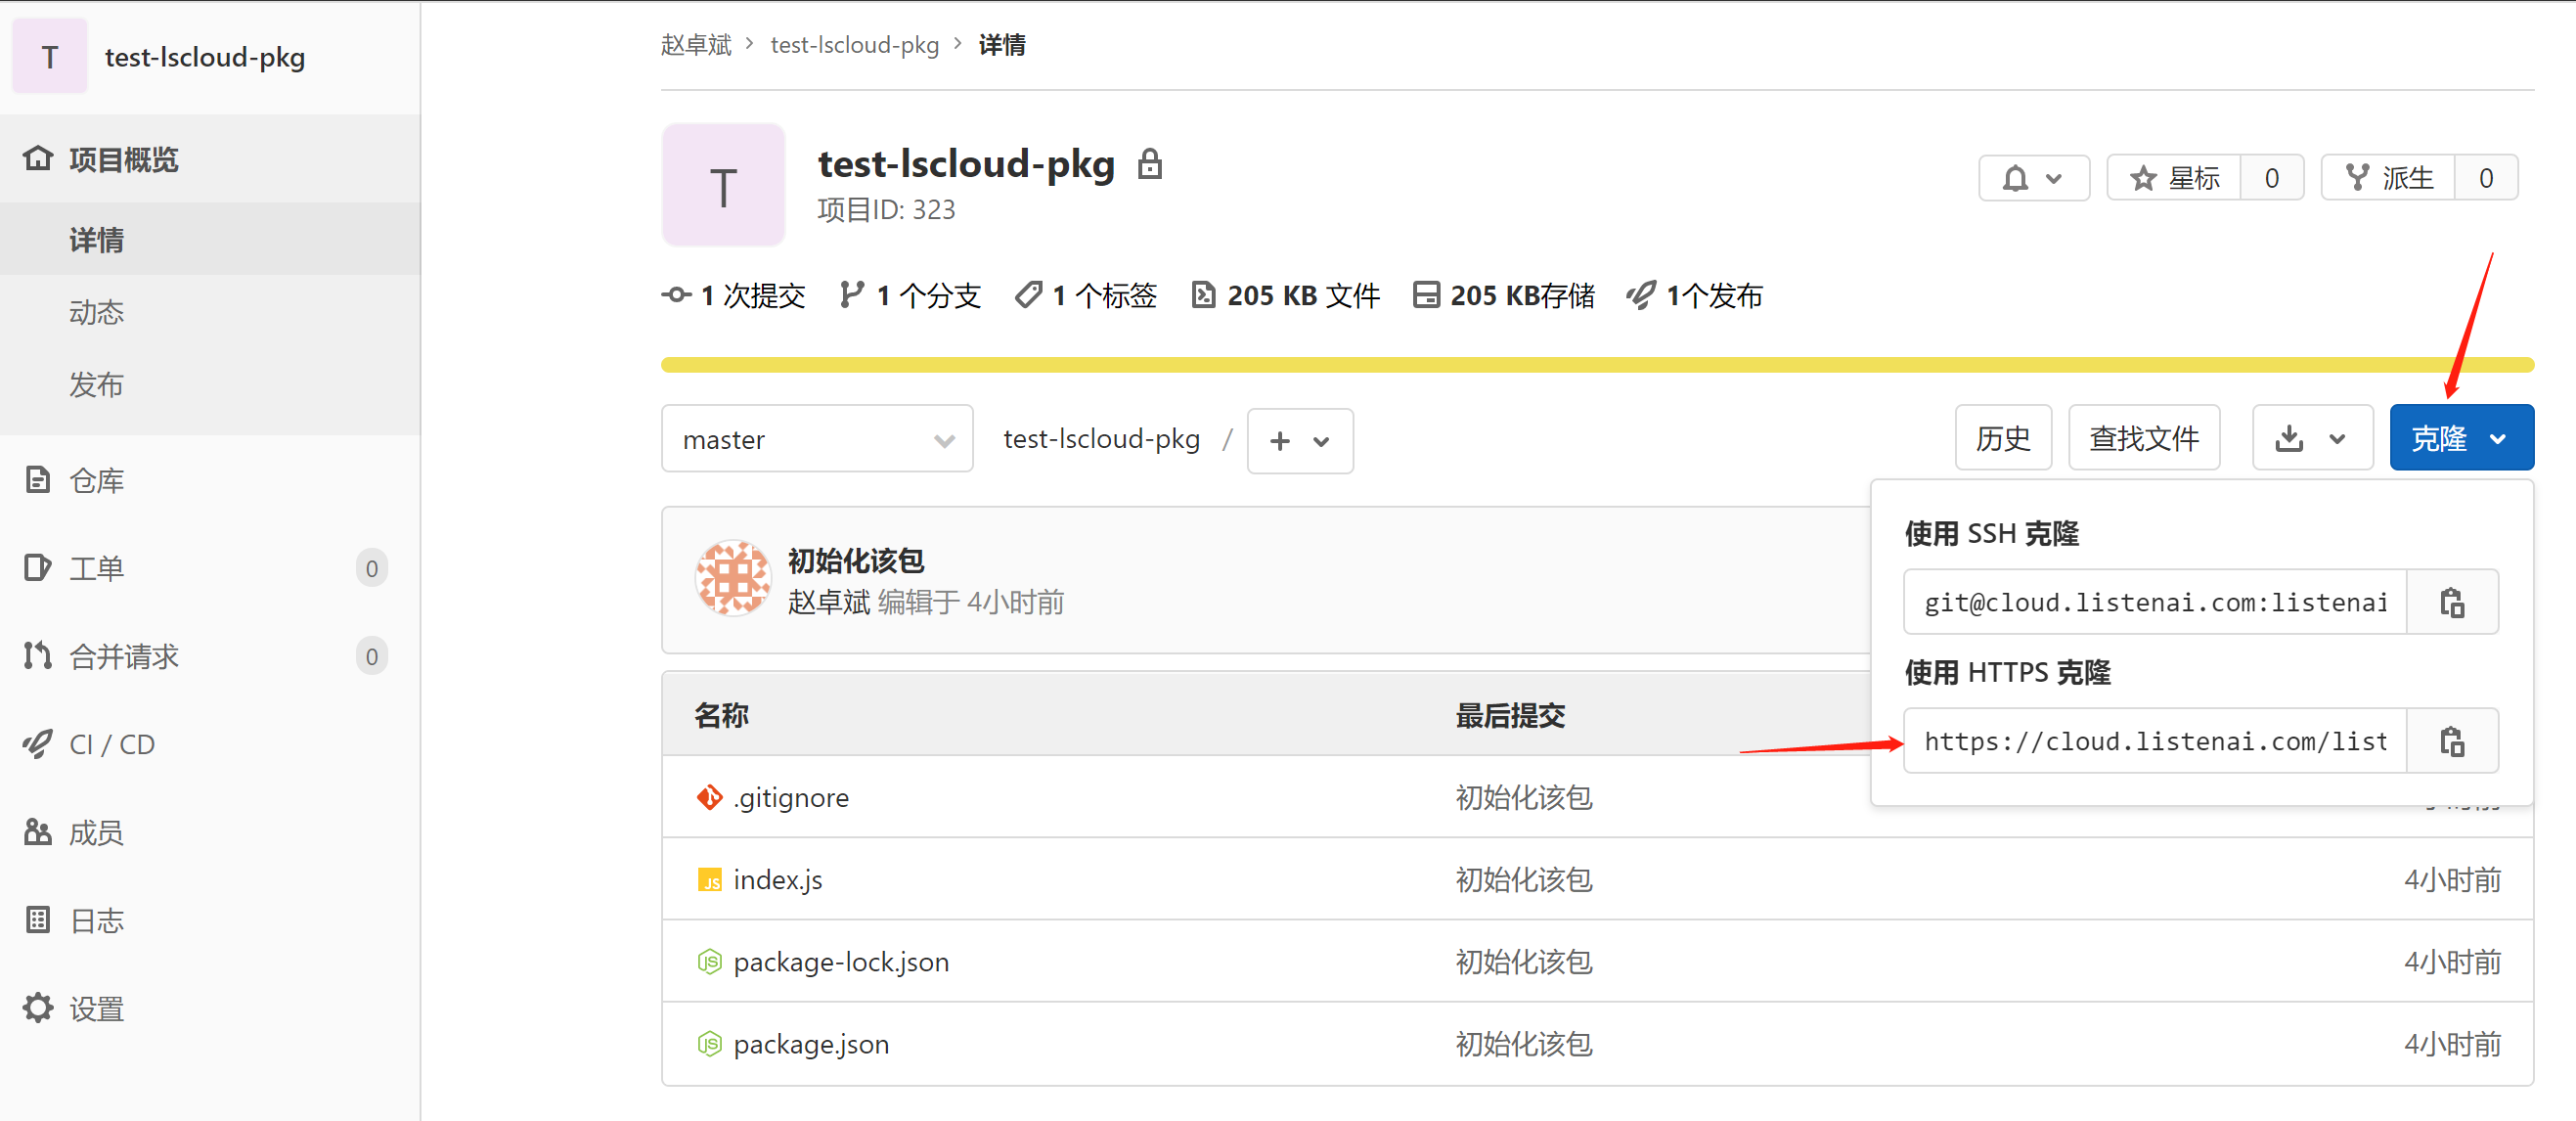 T test-lscloud-pkg
项目概览
详情
动态
发布
仓库
工单 0
合并请求 0
CI / CD
成员
日志
设置
赵卓斌 > test-lscloud-pkg > 详情
T
test-lscloud-pkg
项目ID: 323
星标 0
派生 0
1 次提交 1 个分支 1 个标签 205 KB 文件 205 KB存储 1个发布
master test-lscloud-pkg / +
历史 查找文件 克隆
使用 SSH 克隆
git@cloud.listenai.com:listenai
使用 HTTPS 克隆
https://cloud.listenai.com/list
初始化该包
赵卓斌 编辑于 4小时前
名称 最后提交
.gitignore 初始化该包
JS index.js 初始化该包 4小时前
JS package-lock.json 初始化该包 4小时前
JS package.json 初始化该包 4小时前